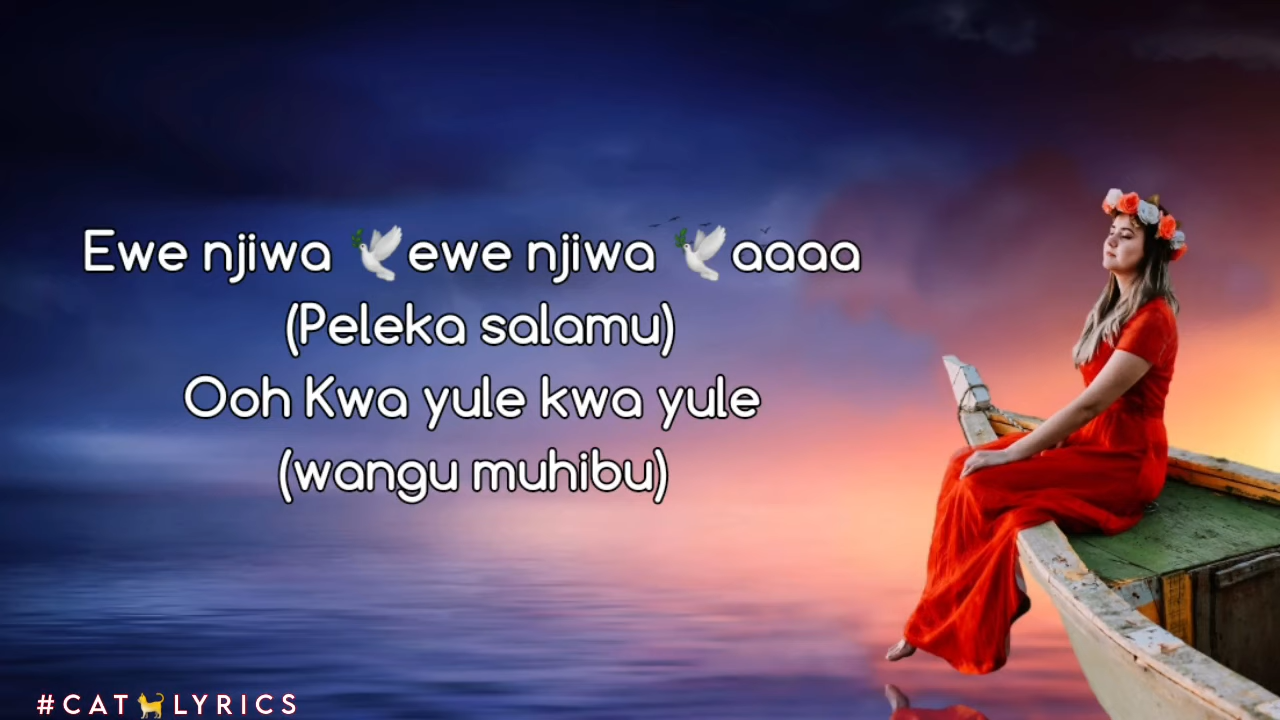 Ewe njiwa 🕊️ewe njiwa 🕊️aaaa
(Peleka salamu)
Ooh Kwa yule kwa yule
(wangu muhibu)
#CAT🐈LYRICS